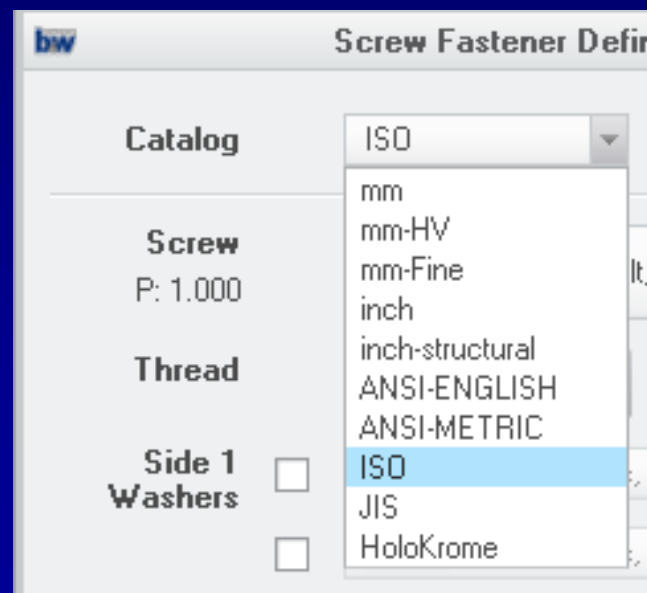 bw Screw Fastener Defin
Catalog ISO
mm
mm-HV
mm-Fine
inch
inch-structural
ANSI-ENGLISH
ANSI-METRIC
ISO
JIS
HoloKrome
Screw
P: 1.000
Thread
Side 1
Washers